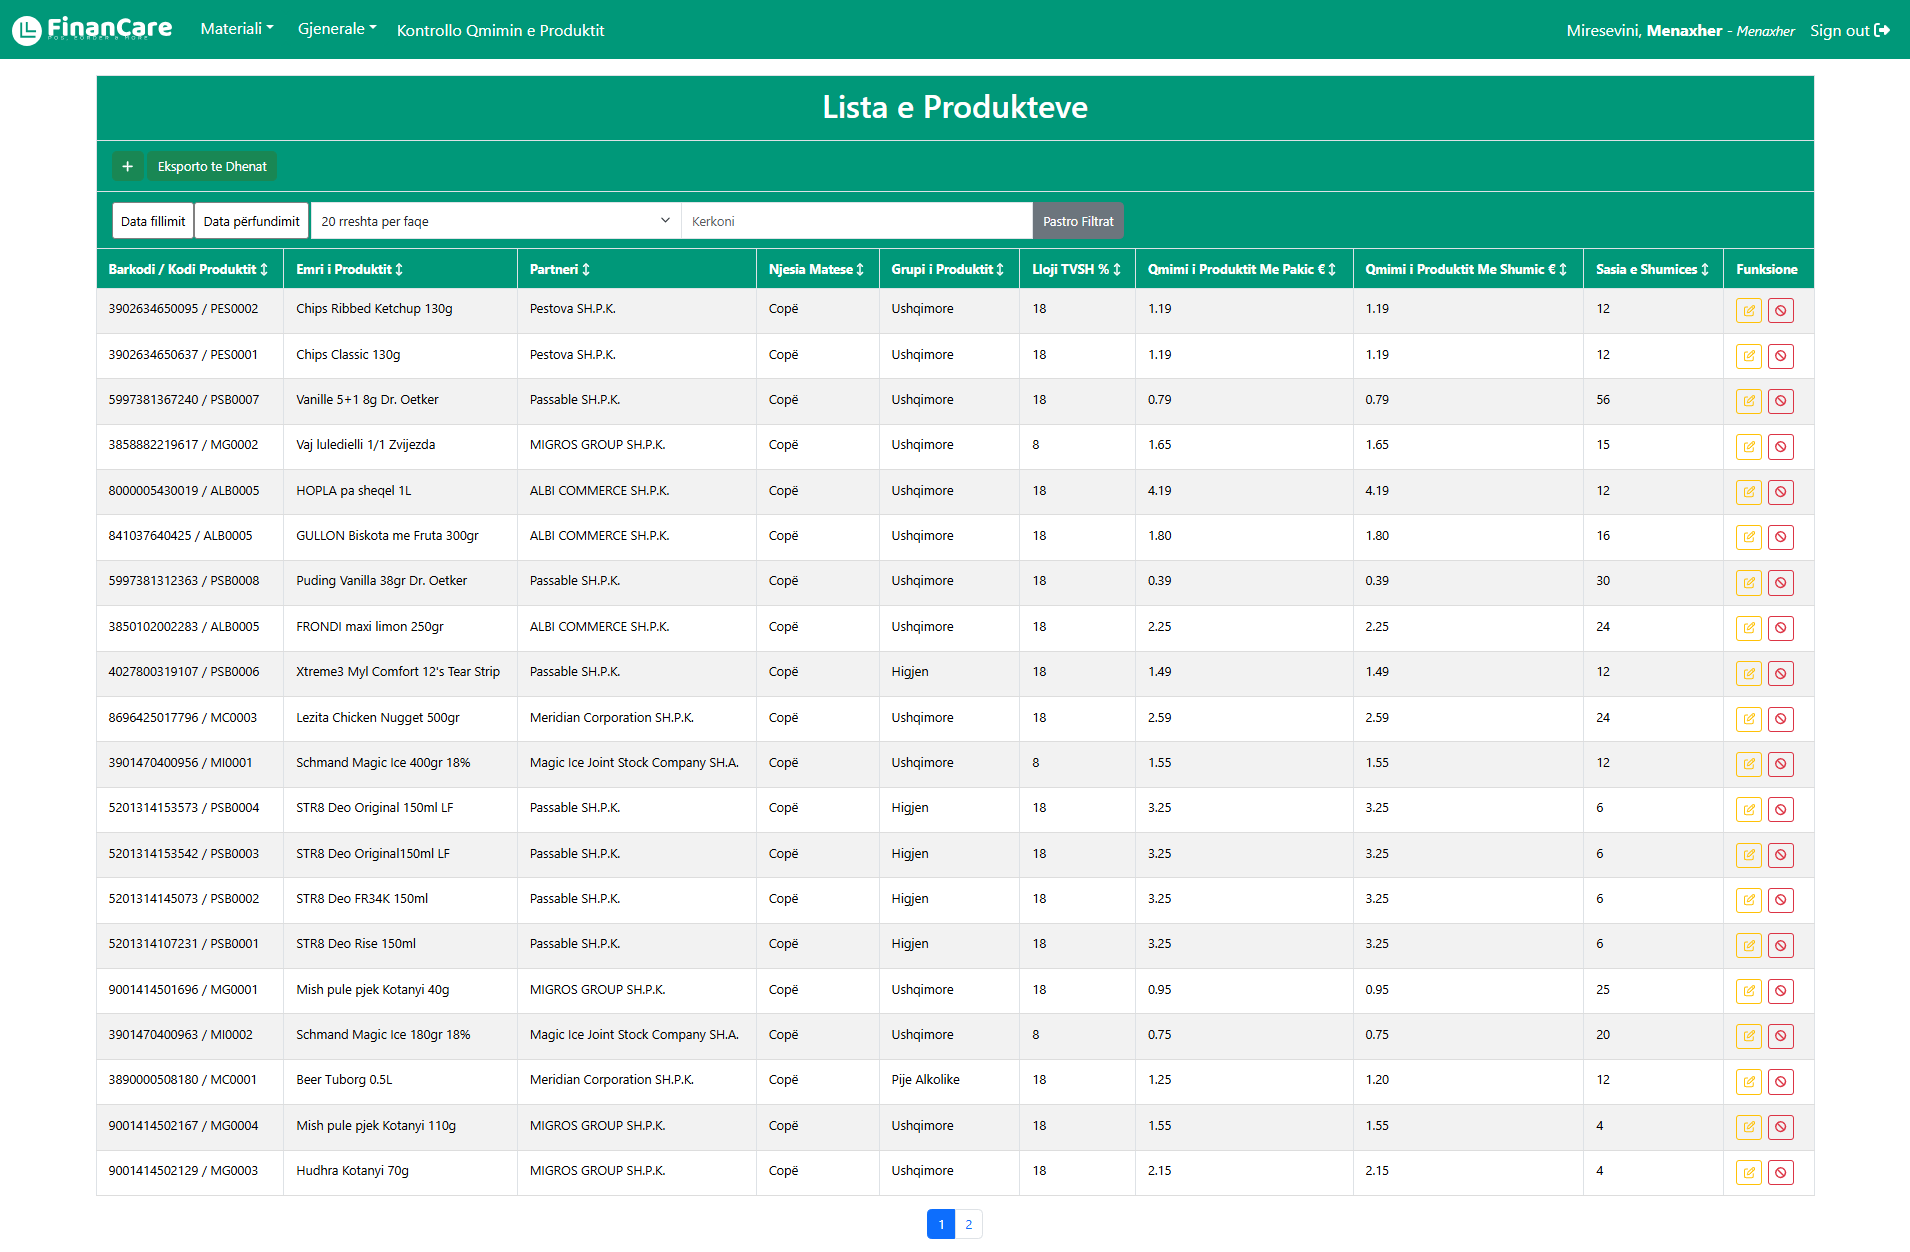 FinanCare Materiali Gjenerale Kontrollo Qmimin e Produktit Miresevini, Menaxher - Menaxher Sign out
Lista e Produkteve
+ Eksporto te Dhenat
Data fillimit Data përfundimit 20 rreshta per faqe Kerkoni Pastro Filtrat
Barkodi / Kodi Produktit Emri i Produktit Partneri Njesia Matese Grupi i Produktit Lloji TVSH % Qmimi i Produktit Me Pakic € Qmimi i Produktit Me Shumic € Sasia e Shumices Funksione
3902634650095 / PES0002 Chips Ribbed Ketchup 130g Pestova SH.P.K. Copë Ushqimore 18 1.19 1.19 12
3902634650637 / PES0001 Chips Classic 130g Pestova SH.P.K. Copë Ushqimore 18 1.19 1.19 12
5997381367240 / PSB0007 Vanille 5+1 8g Dr. Oetker Passable SH.P.K. Copë Ushqimore 18 0.79 0.79 56
3858882219617 / MG0002 Vaj luledielli 1/1 Zvijezda MIGROS GROUP SH.P.K. Copë Ushqimore 8 1.65 1.65 15
8000005430019 / ALB0005 HOPLA pa sheqel 1L ALBI COMMERCE SH.P.K. Copë Ushqimore 18 4.19 4.19 12
841037640425 / ALB0005 GULLON Biskota me Fruta 300gr ALBI COMMERCE SH.P.K. Copë Ushqimore 18 1.80 1.80 16
5997381312363 / PSB0008 Puding Vanilla 38gr Dr. Oetker Passable SH.P.K. Copë Ushqimore 18 0.39 0.39 30
3850102002283 / ALB0005 FRONDI maxi limon 250gr ALBI COMMERCE SH.P.K. Copë Ushqimore 18 2.25 2.25 24
4027800319107 / PSB0006 Xtreme3 Myl Comfort 12's Tear Strip Passable SH.P.K. Copë Higjen 18 1.49 1.49 12
8696425017796 / MC0003 Lezita Chicken Nugget 500gr Meridian Corporation SH.P.K. Copë Ushqimore 18 2.59 2.59 24
3901470400956 / MI0001 Schmand Magic Ice 400gr 18% Magic Ice Joint Stock Company SH.A. Copë Ushqimore 8 1.55 1.55 12
5201314153573 / PSB0004 STR8 Deo Original 150ml LF Passable SH.P.K. Copë Higjen 18 3.25 3.25 6
5201314153542 / PSB0003 STR8 Deo Original150ml LF Passable SH.P.K. Copë Higjen 18 3.25 3.25 6
5201314145073 / PSB0002 STR8 Deo FR34K 150ml Passable SH.P.K. Copë Higjen 18 3.25 3.25 6
5201314107231 / PSB0001 STR8 Deo Rise 150ml Passable SH.P.K. Copë Higjen 18 3.25 3.25 6
9001414501696 / MG0001 Mish pule pjek Kotanyi 40g MIGROS GROUP SH.P.K. Copë Ushqimore 18 0.95 0.95 25
3901470400963 / MI0002 Schmand Magic Ice 180gr 18% Magic Ice Joint Stock Company SH.A. Copë Ushqimore 8 0.75 0.75 20
3890000508180 / MC0001 Beer Tuborg 0.5L Meridian Corporation SH.P.K. Copë Pije Alkolike 18 1.25 1.20 12
9001414502167 / MG0004 Mish pule pjek Kotanyi 110g MIGROS GROUP SH.P.K. Copë Ushqimore 18 1.55 1.55 4
9001414502129 / MG0003 Hudhra Kotanyi 70g MIGROS GROUP SH.P.K. Copë Ushqimore 18 2.15 2.15 4
1 2